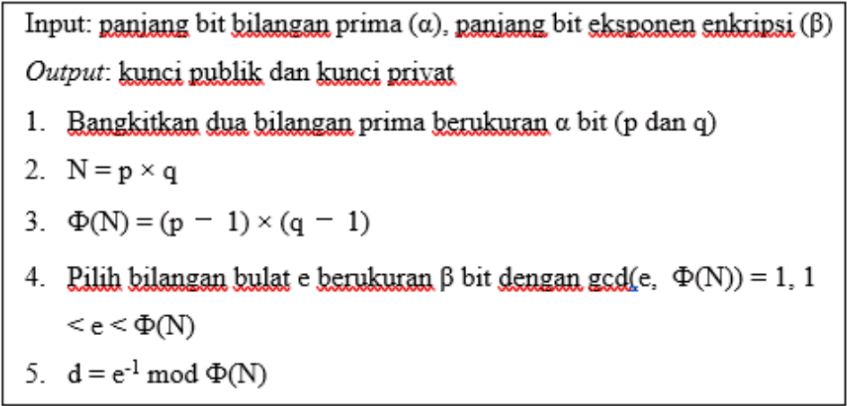 Input: panjang bit bilangan prima (α), panjang bit eksponen enkripsi (β)
Output: kunci publik dan kunci privat
1. Bangkitkan dua bilangan prima berukuran α bit (p dan q)
2. N = p × q
3. Φ(N) = (p − 1) × (q − 1)
4. Pilih bilangan bulat e berukuran β bit dengan gcd(e, Φ(N)) = 1, 1
< e < Φ(N)
5. d = e⁻¹ mod Φ(N)